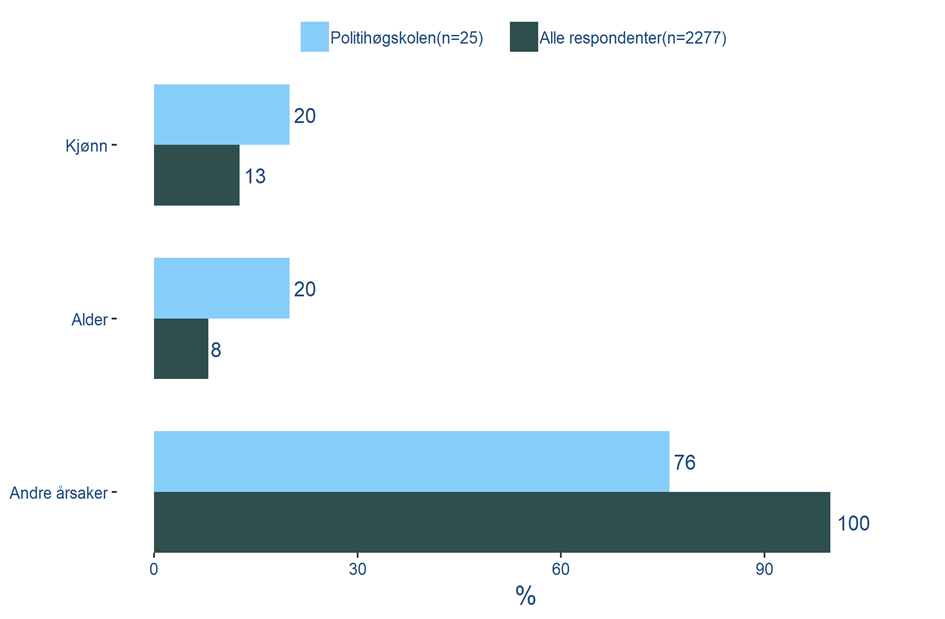 Politihøgskolen(n=25) Alle respondenter(n=2277)
Kjønn
20
13
Alder
20
8
Andre årsaker
76
100
0 30 60 90
%